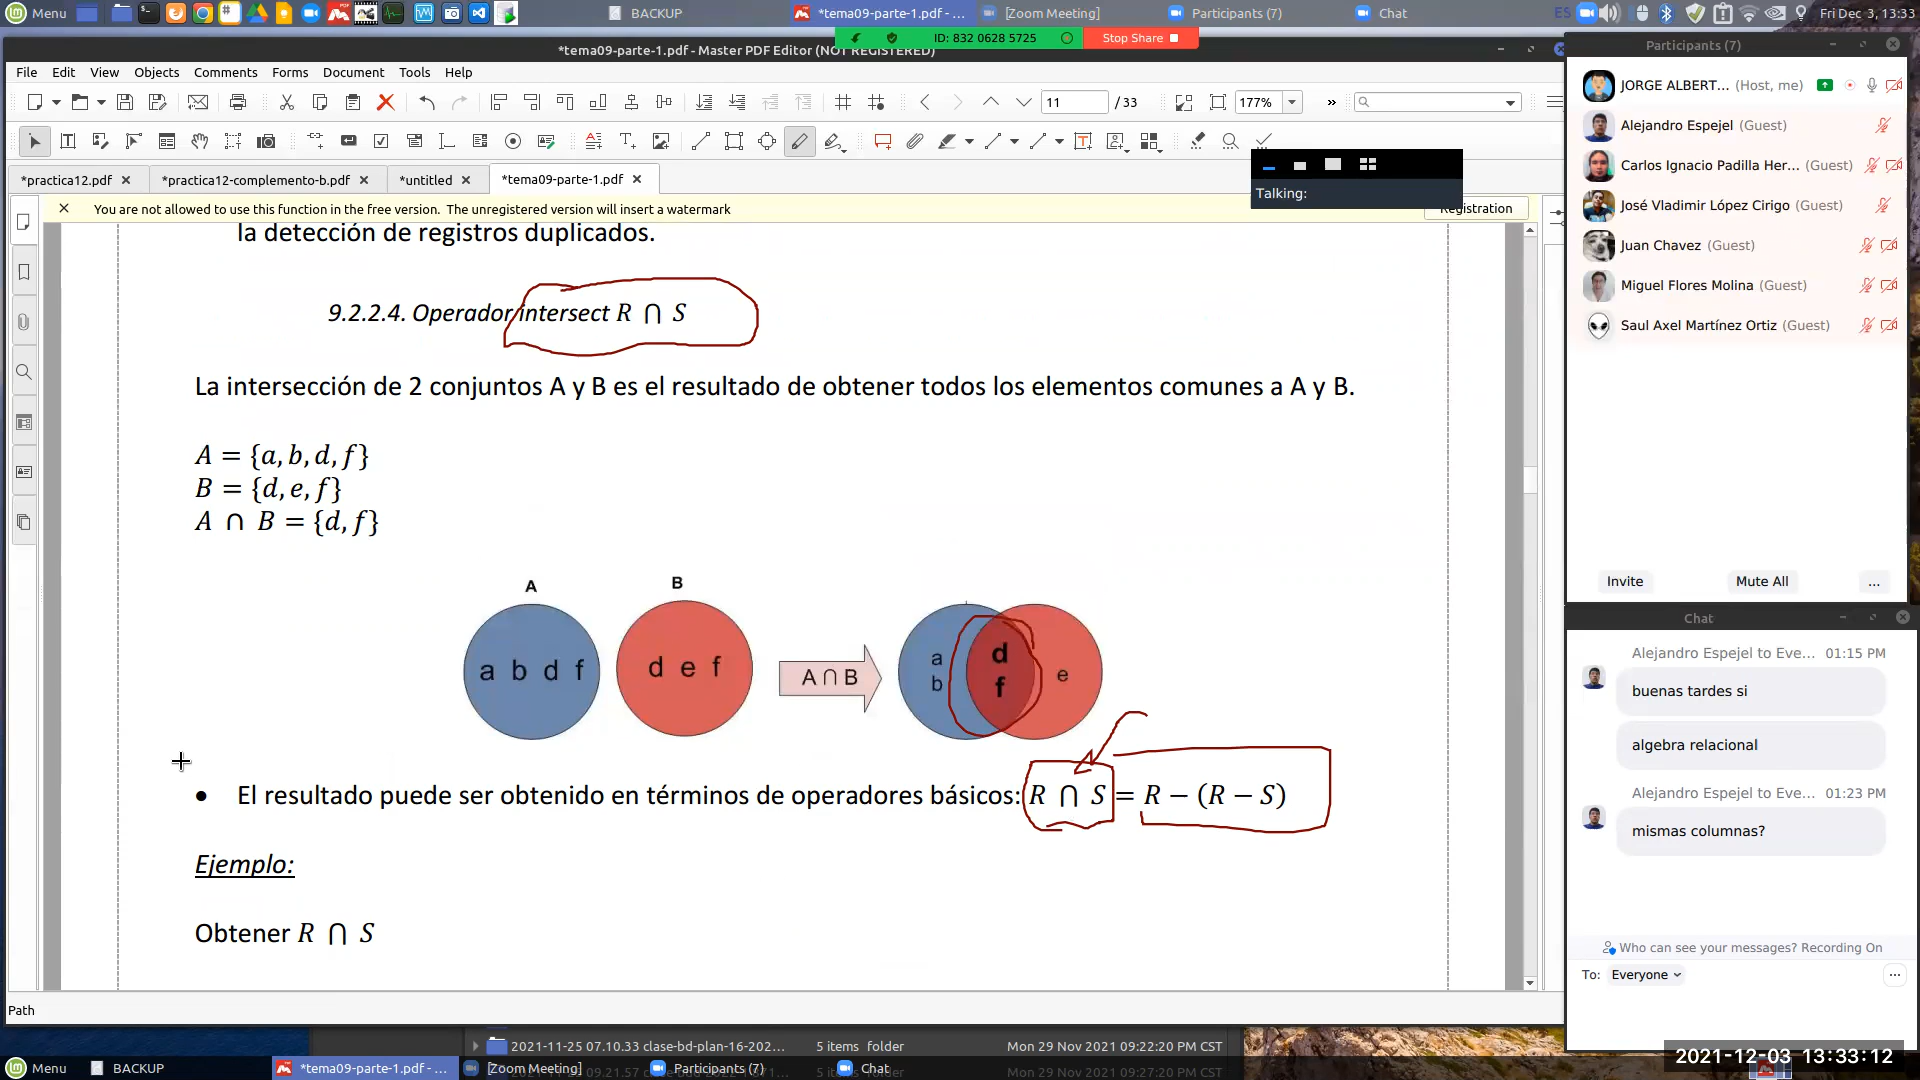 Menu
BACKUP
*tema09-parte-1.pdf - ...
[Zoom Meeting]
Participants (7)
Chat
ES
Fri Dec 3, 13:33
*tema09-parte-1.pdf - Master PDF Editor (NOT REGISTERED)
ID: 832 0628 5725
Stop Share
File Edit View Objects Comments Forms Document Tools Help
11 / 33
177%
*practica12.pdf
*practica12-complemento-b.pdf
*untitled
*tema09-parte-1.pdf
Talking:
You are not allowed to use this function in the free version. The unregistered version will insert a watermark
Registration
la detección de registros duplicados.
9.2.2.4. Operador intersect R ⋂ S
La intersección de 2 conjuntos A y B es el resultado de obtener todos los elementos comunes a A y B.
A = {a, b, d, f}
B = {d, e, f}
A ∩ B = {d, f}
A
B
a b d f
d e f
A ∩ B
a
b
d
f
e
El resultado puede ser obtenido en términos de operadores básicos: R ⋂ S = R − (R − S)
Ejemplo:
Obtener R ⋂ S
Path
Participants (7)
JORGE ALBERT... (Host, me)
Alejandro Espejel (Guest)
Carlos Ignacio Padilla Her... (Guest)
José Vladimir López Cirigo (Guest)
Juan Chavez (Guest)
Miguel Flores Molina (Guest)
Saul Axel Martínez Ortiz (Guest)
Invite
Mute All
...
Chat
Alejandro Espejel to Eve... 01:15 PM
buenas tardes si
algebra relacional
Alejandro Espejel to Eve... 01:23 PM
mismas columnas?
Who can see your messages? Recording On
To: Everyone
...
2021-11-25 07.10.33 clase-bd-plan-16-202... 5 items folder Mon 29 Nov 2021 09:22:20 PM CST
Menu
BACKUP
*tema09-parte-1.pdf - ...
[Zoom Meeting]
Participants (7)
Chat
2021-12-03 13:33:12